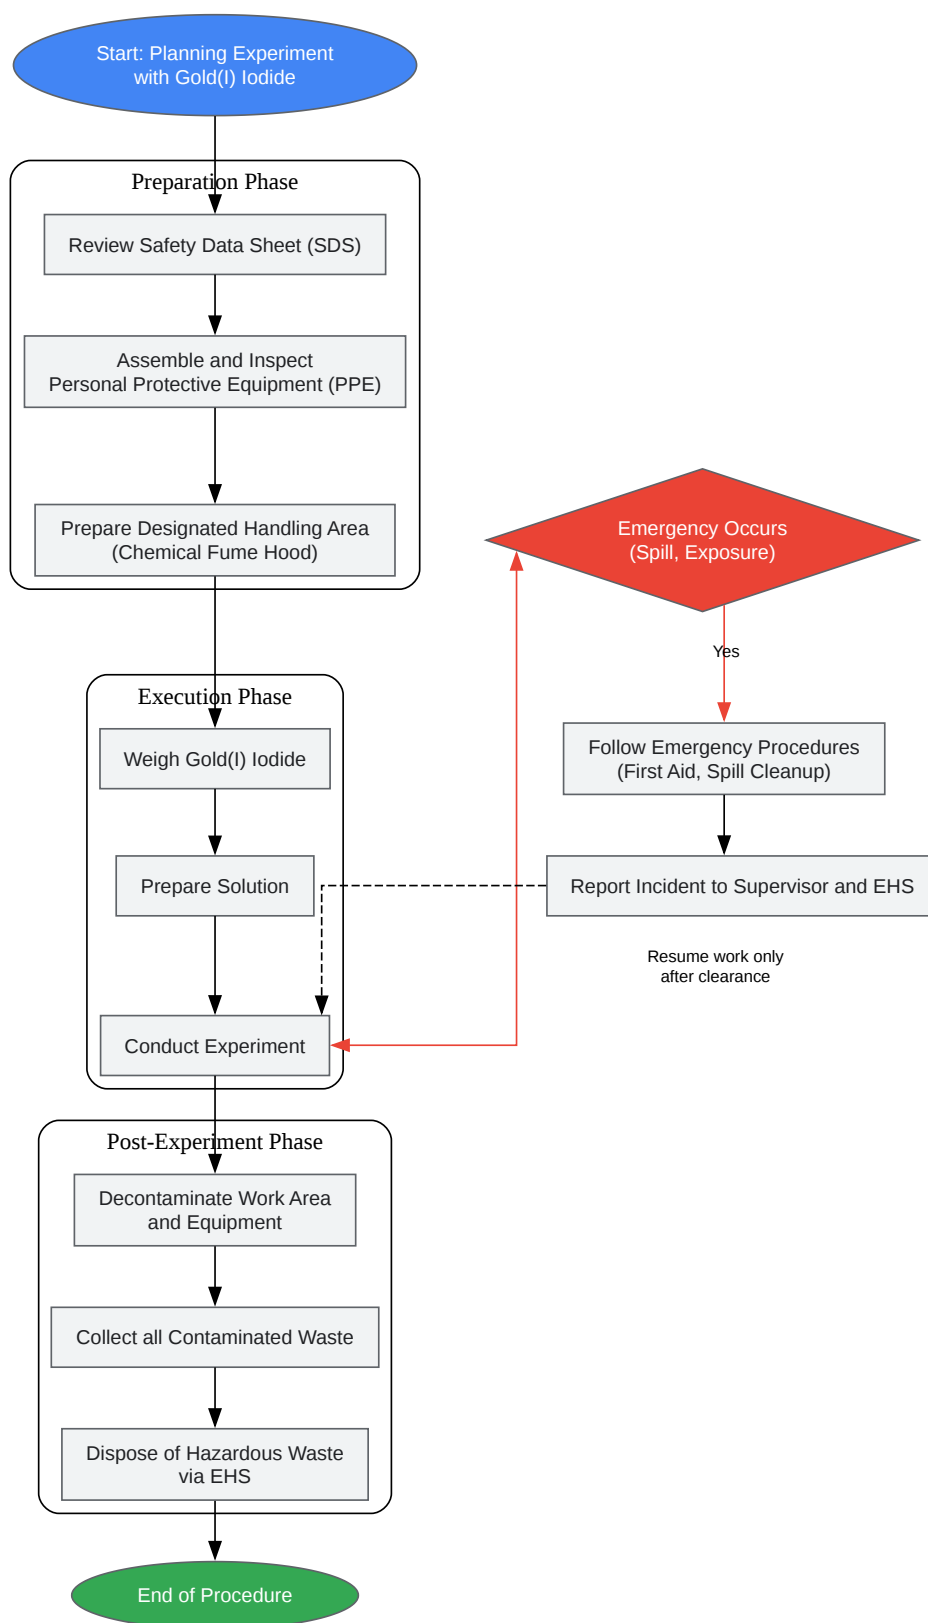 Start: Planning Experiment
with Gold(I) Iodide
Preparation Phase
Review Safety Data Sheet (SDS)
Assemble and Inspect
Personal Protective Equipment (PPE)
Prepare Designated Handling Area
(Chemical Fume Hood)
Emergency Occurs
(Spill, Exposure)
Yes
Execution Phase
Weigh Gold(I) Iodide
Follow Emergency Procedures
(First Aid, Spill Cleanup)
Prepare Solution
Report Incident to Supervisor and EHS
Resume work only
after clearance
Conduct Experiment
Post-Experiment Phase
Decontaminate Work Area
and Equipment
Collect all Contaminated Waste
Dispose of Hazardous Waste
via EHS
End of Procedure